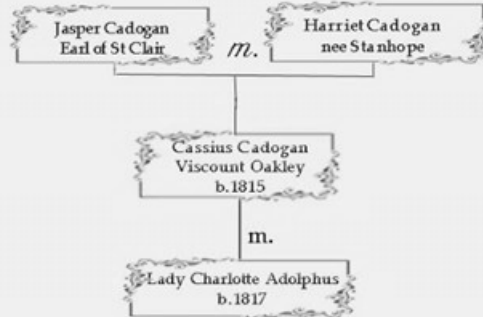 Jasper Cadogan
Earl of St Clair
m.
Harriet Cadogan
nee Stanhope
Cassius Cadogan
Viscount Oakley
b.1815
m.
Lady Charlotte Adolphus
b.1817